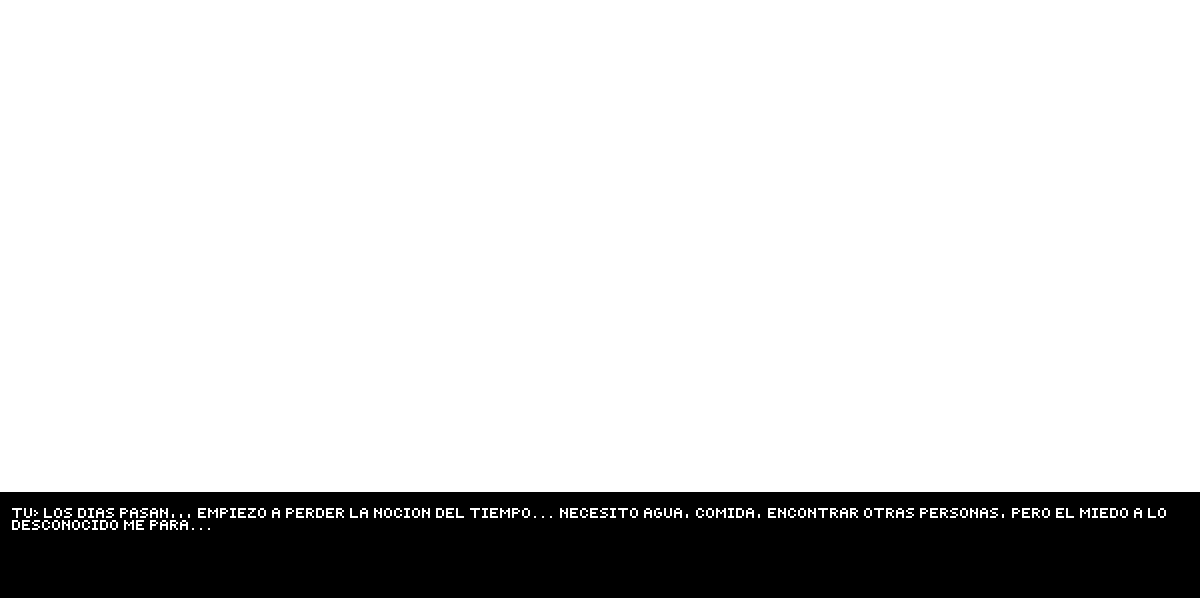 TU> LOS DIAS PASAN... EMPIEZO A PERDER LA NOCION DEL TIEMPO... NECESITO AGUA, COMIDA, ENCONTRAR OTRAS PERSONAS, PERO EL MIEDO A LO
DESCONOCIDO ME PARA...